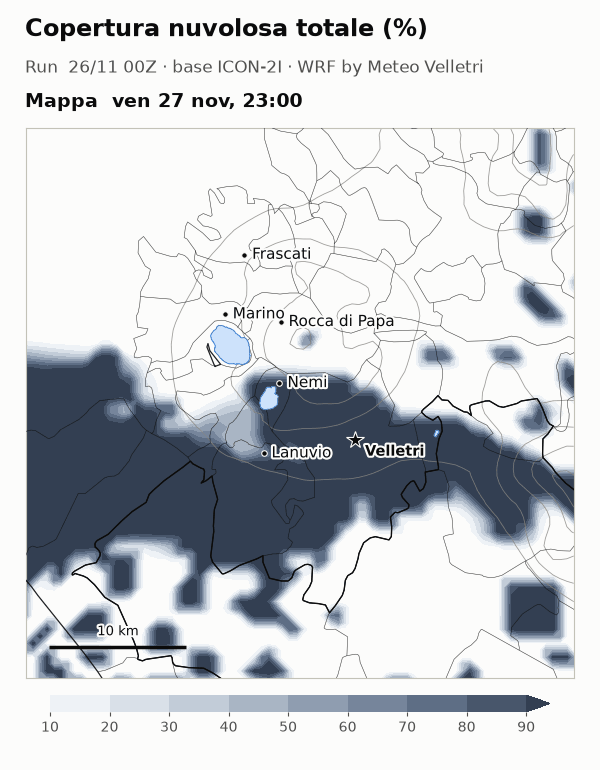 Copertura nuvolosa totale (%)
Run  26/11 00Z · base ICON-2I · WRF by Meteo Velletri
Mappa  ven 27 nov, 23:00
Frascati
Marino
Rocca di Papa
Nemi
Velletri
Lanuvio
10 km
10 20 30 40 50 60 70 80 90